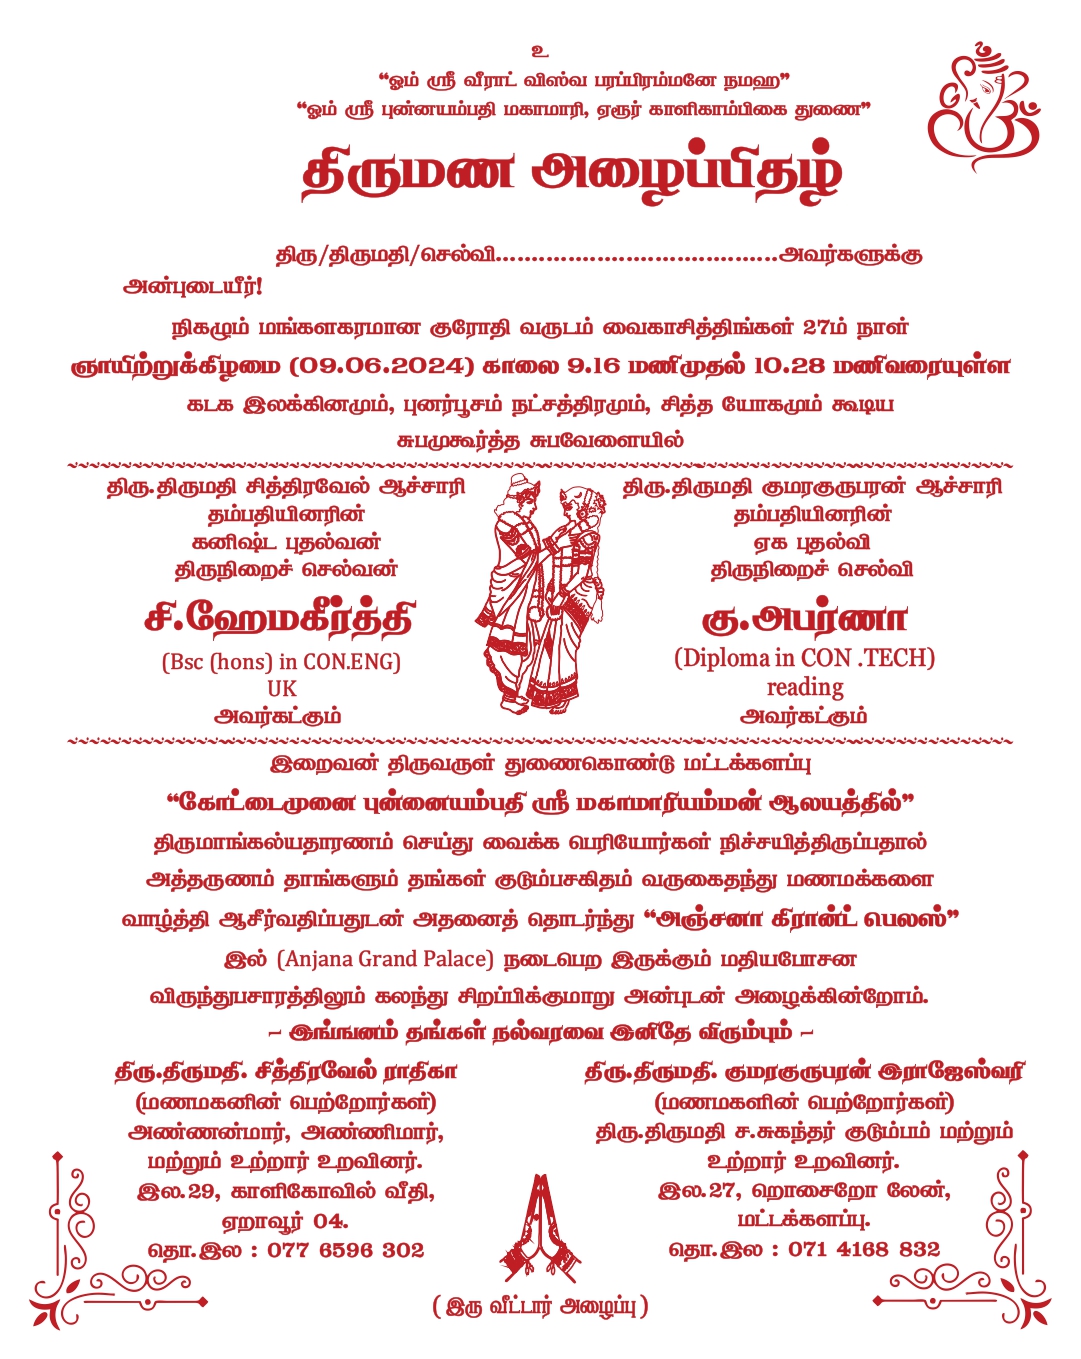 உ
“ஓம் ஸ்ரீ வீராட் விஸ்வ பரப்பிரம்மனே நமஹ”
“ஓம் ஸ்ரீ புன்னயம்பதி மகாமாரி, ஏரூர் காளிகாம்பிகை துணை”
திருமண அழைப்பிதழ்
திரு/திருமதி/செல்வி.......................................அவர்களுக்கு
அன்புடையீர்!
நிகழும் மங்களகரமான குரோதி வருடம் வைகாசித்திங்கள் 27ம் நாள்
ஞாயிற்றுக்கிழமை (09.06.2024) காலை 9.16 மணிமுதல் 10.28 மணிவரையுள்ள
கடக இலக்கினமும், புனர்பூசம் நட்சத்திரமும், சித்த யோகமும் கூடிய
சுபமுகூர்த்த சுபவேளையில்
திரு.திருமதி சித்திரவேல் ஆச்சாரி
தம்பதியினரின்
கனிஷ்ட புதல்வன்
திருநிறைச் செல்வன்
சி.ஹேமகீர்த்தி
(Bsc (hons) in CON.ENG)
UK
அவர்கட்கும்
திரு.திருமதி குமரகுருபரன் ஆச்சாரி
தம்பதியினரின்
ஏக புதல்வி
திருநிறைச் செல்வி
கு.அபர்ணா
(Diploma in CON .TECH)
reading
அவர்கட்கும்
இறைவன் திருவருள் துணைகொண்டு மட்டக்களப்பு
“கோட்டைமுனை புன்னையம்பதி ஸ்ரீ மகாமாரியம்மன் ஆலயத்தில்”
திருமாங்கல்யதாரணம் செய்து வைக்க பெரியோர்கள் நிச்சயித்திருப்பதால்
அத்தருணம் தாங்களும் தங்கள் குடும்பசகிதம் வருகைதந்து மணமக்களை
வாழ்த்தி ஆசீர்வதிப்பதுடன் அதனைத் தொடர்ந்து “அஞ்சனா கிரான்ட் பெலஸ்”
இல் (Anjana Grand Palace) நடைபெற இருக்கும் மதியபோசன
விருந்துபசாரத்திலும் கலந்து சிறப்பிக்குமாறு அன்புடன் அழைக்கின்றோம்.
- இங்ஙனம் தங்கள் நல்வரவை இனிதே விரும்பும் -
திரு.திருமதி. சித்திரவேல் ராதிகா
(மணமகனின் பெற்றோர்கள்)
அண்ணன்மார், அண்ணிமார்,
மற்றும் உற்றார் உறவினர்.
இல.29, காளிகோவில் வீதி,
ஏறாவூர் 04.
தொ.இல : 077 6596 302
திரு.திருமதி. குமரகுருபரன் இராஜேஸ்வரி
(மணமகளின் பெற்றோர்கள்)
திரு.திருமதி ச.சுகந்தர் குடும்பம் மற்றும்
உற்றார் உறவினர்.
இல.27, றொசைறோ லேன்,
மட்டக்களப்பு.
தொ.இல : 071 4168 832
( இரு வீட்டார் அழைப்பு )